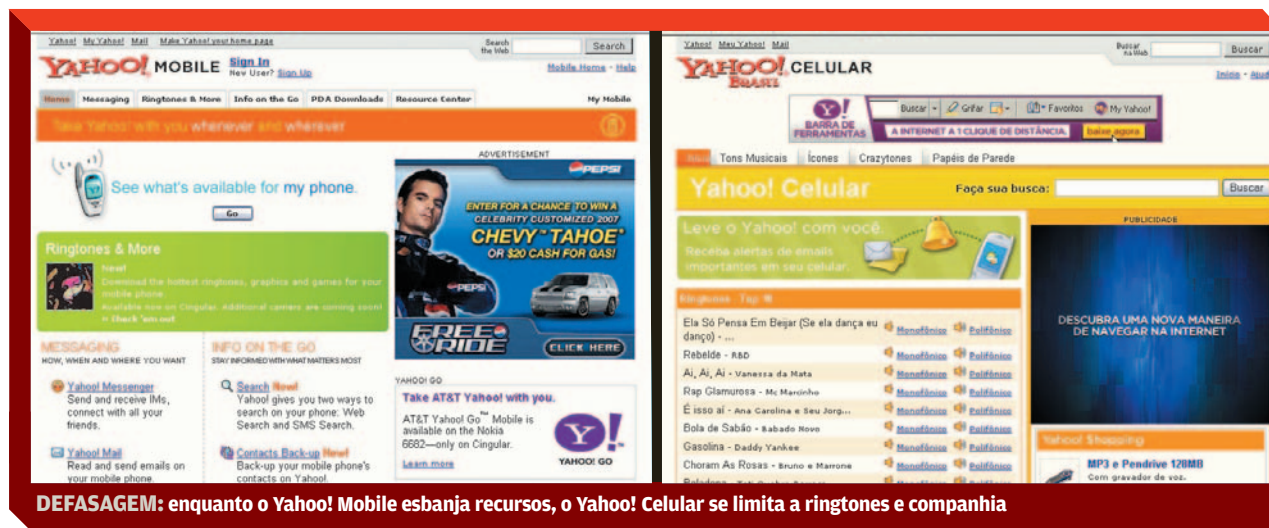 Yahoo! My Yahoo! Mail Make Yahoo! your home page
Search the Web
Search
YAHOO! MOBILE
Sign In
New User? Sign Up
Mobile Home - Help
Home Messaging Ringtones & More Info on the Go PDA Downloads Resource Center My Mobile
Take Yahoo! with you whenever and wherever
See what's available for my phone.
Go
Ringtones & More
New!
Download the hottest ringtones, graphics and games for your
mobile phone.
Available now on Cingular. Additional carriers are coming soon!
» Check 'em out
MESSAGING
HOW, WHEN AND WHERE YOU WANT
Yahoo! Messenger
Send and receive IMs,
connect with all your
friends.
Yahoo! Mail
Read and send emails on
your mobile phone.
INFO ON THE GO
STAY INFORMED WITH WHAT MATTERS MOST
Search New!
Yahoo! gives
you two ways to
search on your phone: Web
Search and SMS Search.
Contacts Back-up New!
Back-up your mobile phone's
contacts on Yahoo!.
ADVERTISEMENT
PEPSI
ENTER FOR A CHANCE TO WIN A
CELEBRITY CUSTOMIZED 2007
CHEVY™ TAHOE®
OR $20 CASH FOR GAS!
PEPSI
FREE
RIDE
CLICK HERE
YAHOO! GO
Take AT&T Yahoo! with you.
AT&T Yahoo! Go™ Mobile is
available on the Nokia
6682—only on Cingular.
Learn more
Y!
YAHOO! GO
Yahoo! Meu Yahoo! Mail
Buscar na Web
Buscar
YAHOO! CELULAR
BRASIL
Início - Ajud
Y!
BARRA DE
FERRAMENTAS
Buscar Grifar Favoritos My Yahoo!
A INTERNET A 1 CLIQUE DE DISTÂNCIA.
baixe agora
Tons Musicais Ícones Crazytones Papéis de Parede
Yahoo! Celular
Faça sua busca:
Buscar
Leve o Yahoo! com você
Receba alertas de emails
importantes em seu celular.
Ringtones - Top
Ela Só Pensa Em Beijar (Se ela dança eu
danço) - ...
Monofônico Polifônico
Rebelde - RBD Monofônico Polifônico
Ai, Ai, Ai - Vanessa da Mata Monofônico Polifônico
Rap Glamurosa - Mc Marcinho Monofônico Polifônico
É isso aí - Ana Carolina e Seu Jorg... Monofônico Polifônico
Bola de Sabão - Babado Novo Monofônico Polifônico
Gasolina - Daddy Yankee Monofônico Polifônico
Choram As Rosas - Bruno e Marrone Monofônico Polifônico
PUBLICIDADE
DESCUBRA UMA NOVA MANEIRA
DE NAVEGAR NA INTERNET
Yahoo! Shopping
MP3 e Pendrive 128MB
Com gravador de voz.
DEFASAGEM: enquanto o Yahoo! Mobile esbanja recursos, o Yahoo! Celular se limita a ringtones e companhia